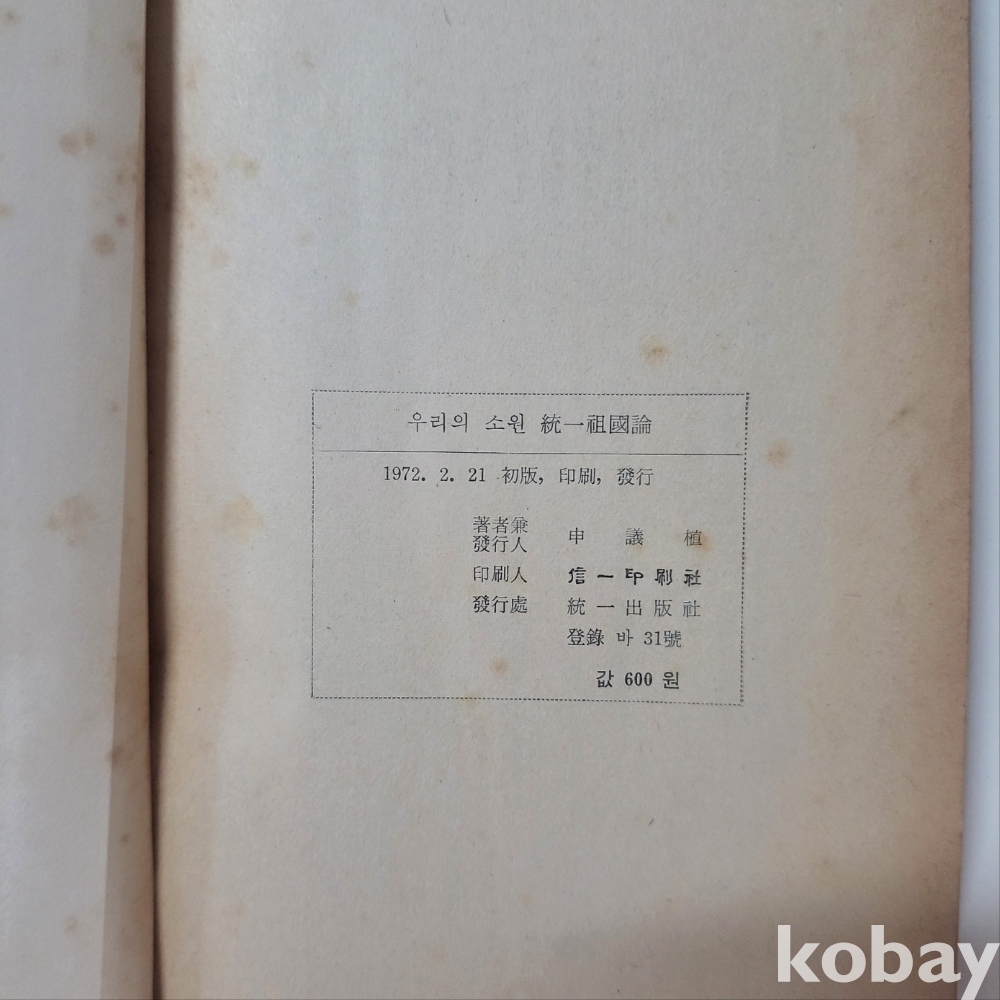 우리의 소원 統一祖國論
1972. 2. 21 初版, 印刷, 發行
著者兼
發行人 申議植
印刷人 信一印刷社
發行處 統一出版社
登錄 바 31號
값 600 원
kobay